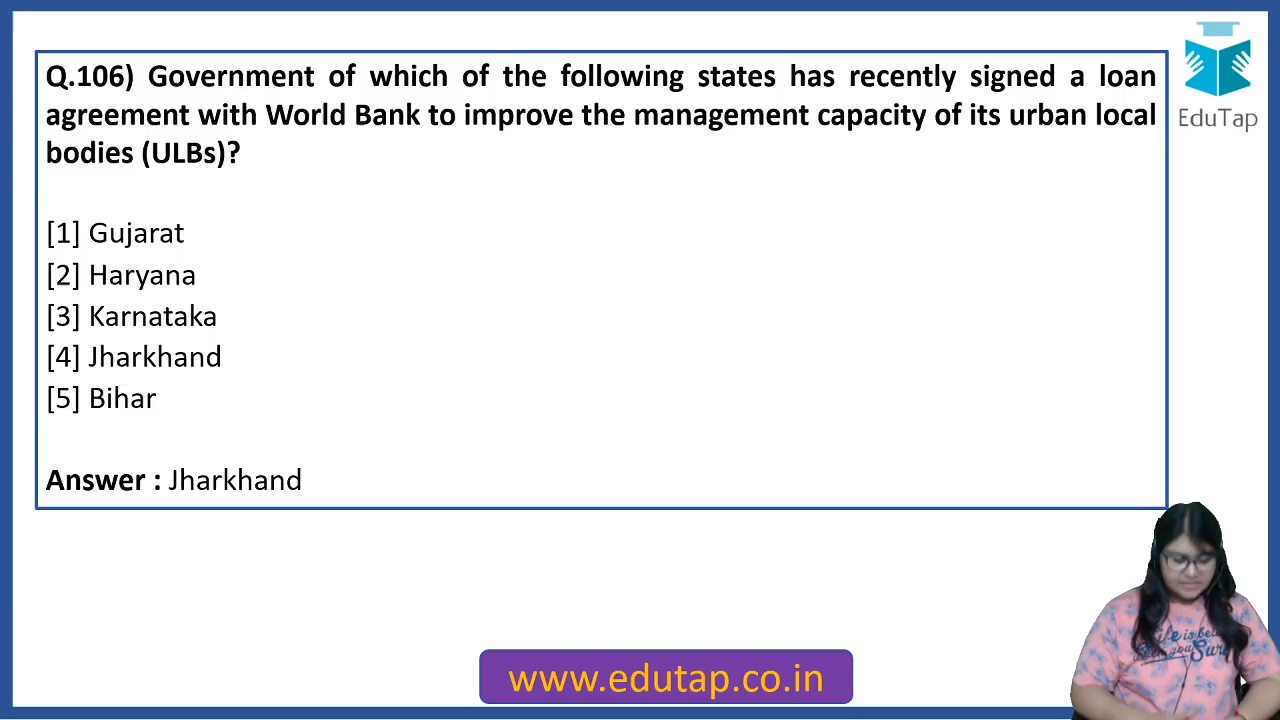 Q.106) Government of which of the following states has recently signed a loan
agreement with World Bank to improve the management capacity of its urban local
bodies (ULBs)?
[1] Gujarat
[2] Haryana
[3] Karnataka
[4] Jharkhand
[5] Bihar
Answer : Jharkhand
EduTap
www.edutap.co.in